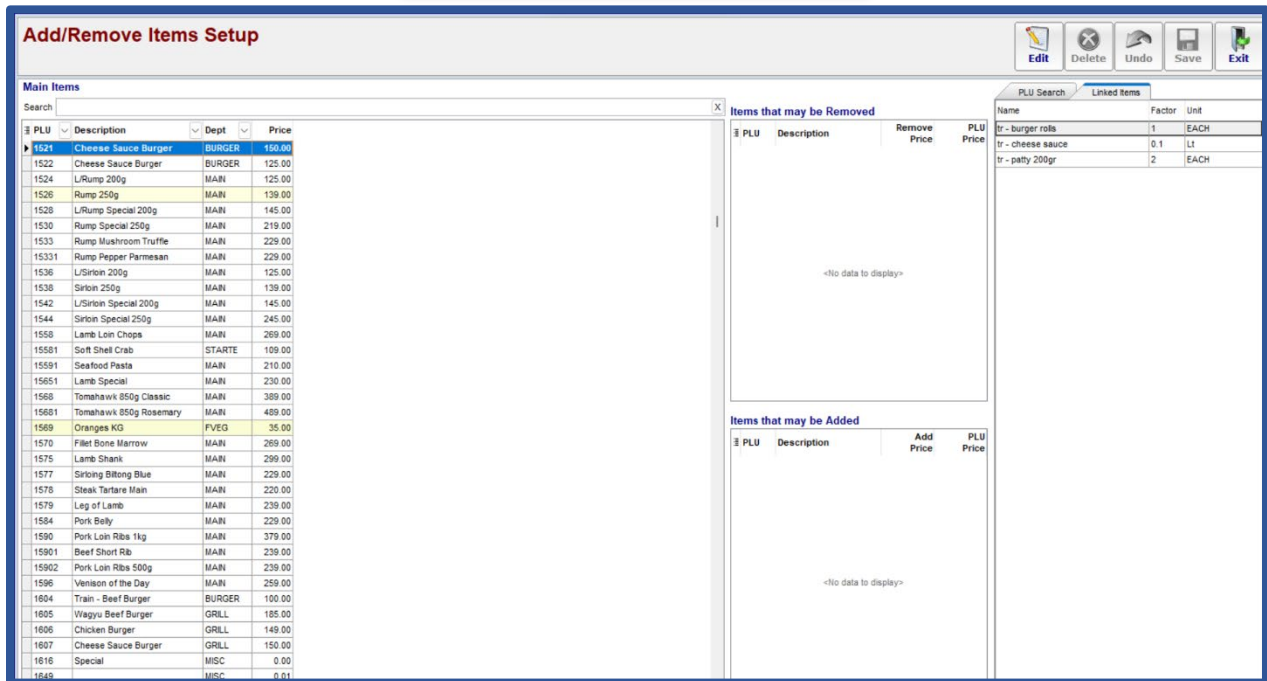 Add/Remove Items Setup
Edit Delete Undo Save Exit
Main Items
Search X
PLU Description Dept Price
1521 Cheese Sauce Burger BURGER 150.00
1522 Cheese Sauce Burger BURGER 125.00
1524 L/Rump 200g MAIN 125.00
1526 Rump 250g MAIN 139.00
1528 L/Rump Special 200g MAIN 145.00
1530 Rump Special 250g MAIN 219.00
1533 Rump Mushroom Truffle MAIN 229.00
15331 Rump Pepper Parmesan MAIN 229.00
1536 L/Sirloin 200g MAIN 125.00
1538 Sirloin 250g MAIN 139.00
1542 L/Sirloin Special 200g MAIN 145.00
1544 Sirloin Special 250g MAIN 245.00
1558 Lamb Loin Chops MAIN 269.00
15581 Soft Shell Crab STARTE 109.00
15591 Seafood Pasta MAIN 210.00
15651 Lamb Special MAIN 230.00
1568 Tomahawk 850g Classic MAIN 389.00
15681 Tomahawk 850g Rosemary MAIN 489.00
1569 Oranges KG FVEG 35.00
1570 Fillet Bone Marrow MAIN 269.00
1575 Lamb Shank MAIN 299.00
1577 Sirloing Biltong Blue MAIN 229.00
1578 Steak Tartare Main MAIN 220.00
1579 Leg of Lamb MAIN 239.00
1584 Pork Belly MAIN 229.00
1590 Pork Loin Ribs 1kg MAIN 379.00
15901 Beef Short Rib MAIN 239.00
15902 Pork Loin Ribs 500g MAIN 239.00
1596 Venison of the Day MAIN 259.00
1604 Train - Beef Burger BURGER 100.00
1605 Wagyu Beef Burger GRILL 185.00
1606 Chicken Burger GRILL 149.00
1607 Cheese Sauce Burger GRILL 150.00
1616 Special MISC 0.00
1649 MISC 0.01
Items that may be Removed
PLU Description Remove Price PLU Price
<No data to display>
Items that may be Added
PLU Description Add Price PLU Price
<No data to display>
PLU Search Linked Items
Name Factor Unit
tr - burger rolls 1 EACH
tr - cheese sauce 0.1 Lt
tr - patty 200gr 2 EACH